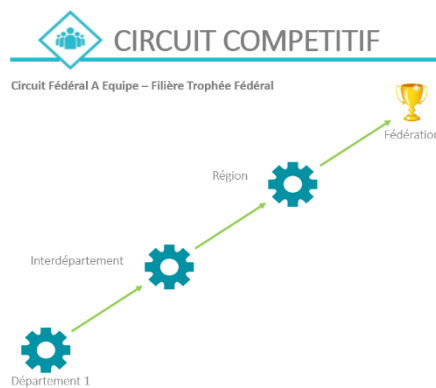 CIRCUIT COMPETITIF
Circuit Fédéral A Equipe – Filière Trophée Fédéral
Fédération
Région
Interdépartement
Département 1